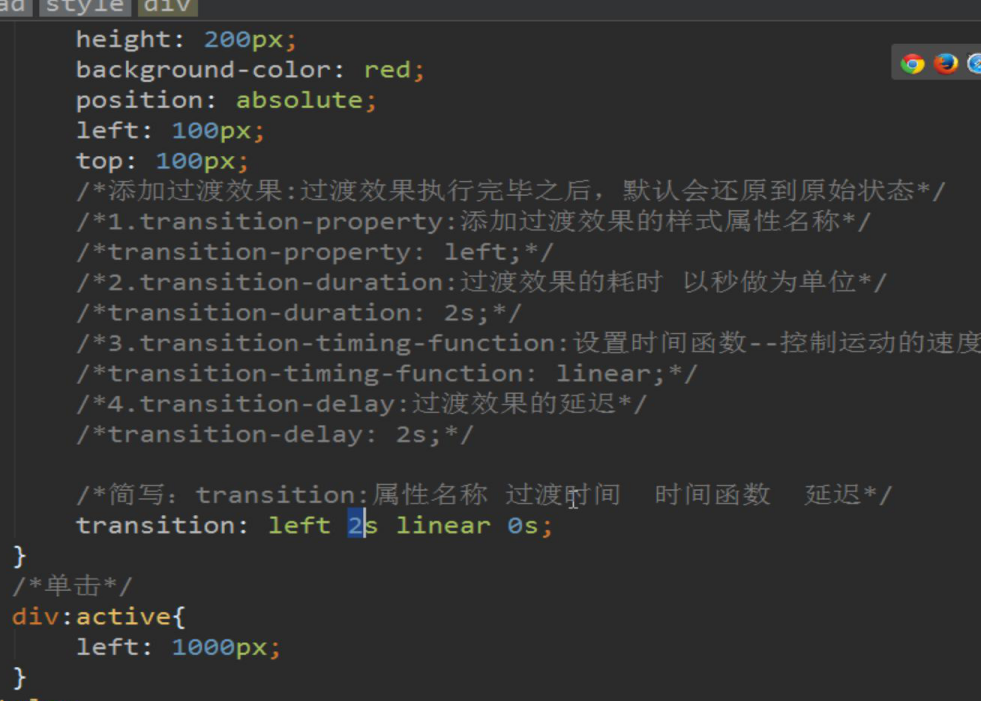 style div
height: 200px;
background-color: red;
position: absolute;
left: 100px;
top: 100px;
/*添加过渡效果:过渡效果执行完毕之后，默认会还原到原始状态*/
/*1.transition-property:添加过渡效果的样式属性名称*/
/*transition-property: left;*/
/*2.transition-duration:过渡效果的耗时 以秒做为单位*/
/*transition-duration: 2s;*/
/*3.transition-timing-function:设置时间函数--控制运动的速度
/*transition-timing-function: linear;*/
/*4.transition-delay:过渡效果的延迟*/
/*transition-delay: 2s;*/
/*简写：transition:属性名称 过渡时间 时间函数 延迟*/
transition: left 2s linear 0s;
}
/*单击*/
div:active{
left: 1000px;
}